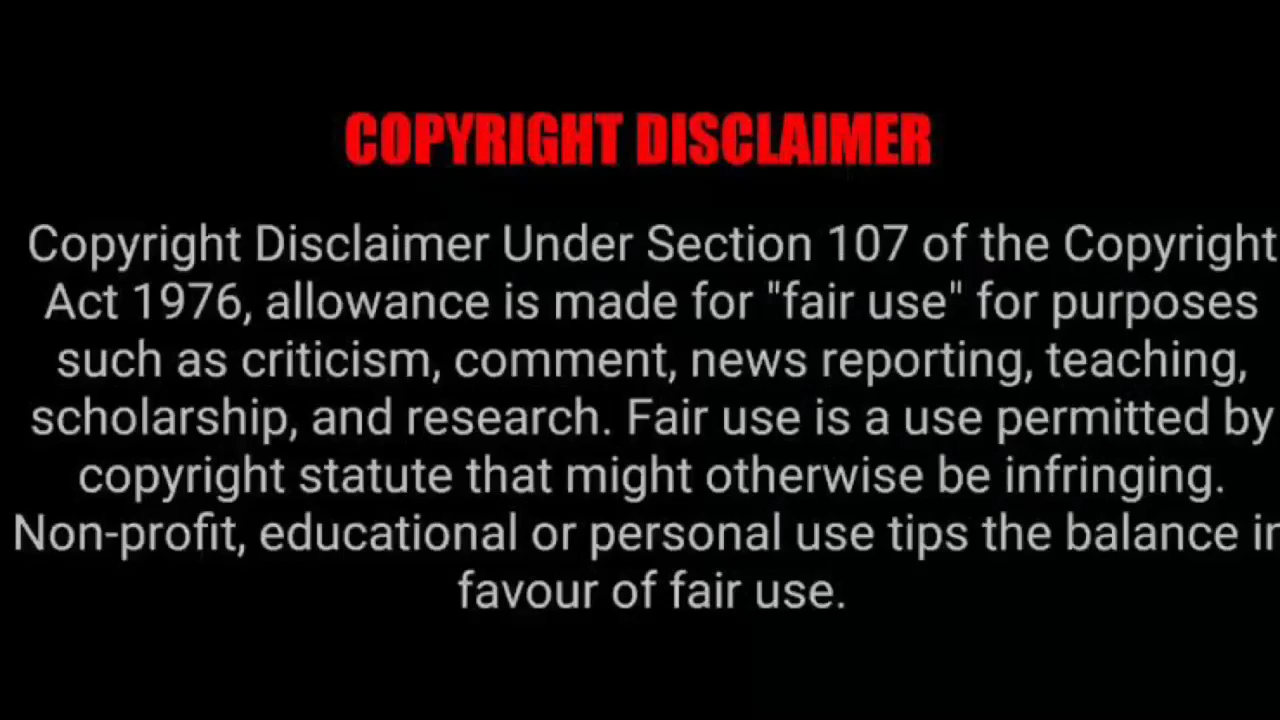 COPYRIGHT DISCLAIMER
Copyright Disclaimer Under Section 107 of the Copyright
Act 1976, allowance is made for "fair use" for purposes
such as criticism, comment, news reporting, teaching,
scholarship, and research. Fair use is a use permitted by
copyright statute that might otherwise be infringing.
Non-profit, educational or personal use tips the balance in
favour of fair use.